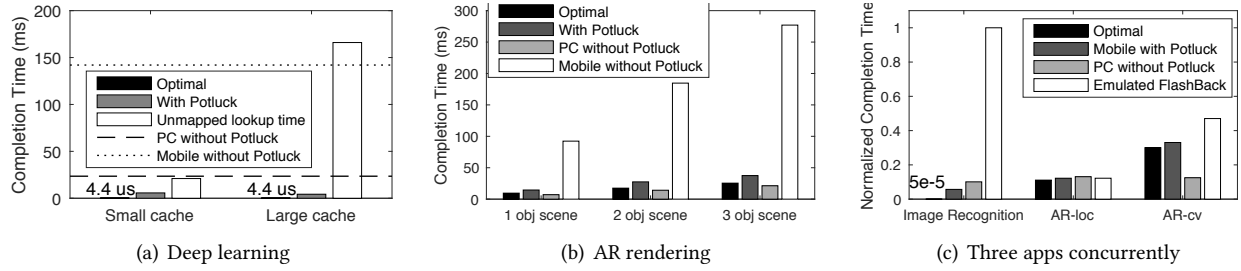 Completion Time (ms)
200
150
100
50
0
Optimal
With Potluck
Unmapped lookup time
PC without Potluck
Mobile without Potluck
4.4 us
4.4 us
Small cache
Large cache
(a) Deep learning
Completion Time (ms)
300
250
200
150
100
50
0
Optimal
With Potluck
PC without Potluck
Mobile without Potluck
1 obj scene
2 obj scene
3 obj scene
(b) AR rendering
Normalized Completion Time
1
0.8
0.6
0.4
0.2
0
Optimal
Mobile with Potluck
PC without Potluck
Emulated FlashBack
5e-5
Image Recognition
AR-loc
AR-cv
(c) Three apps concurrently